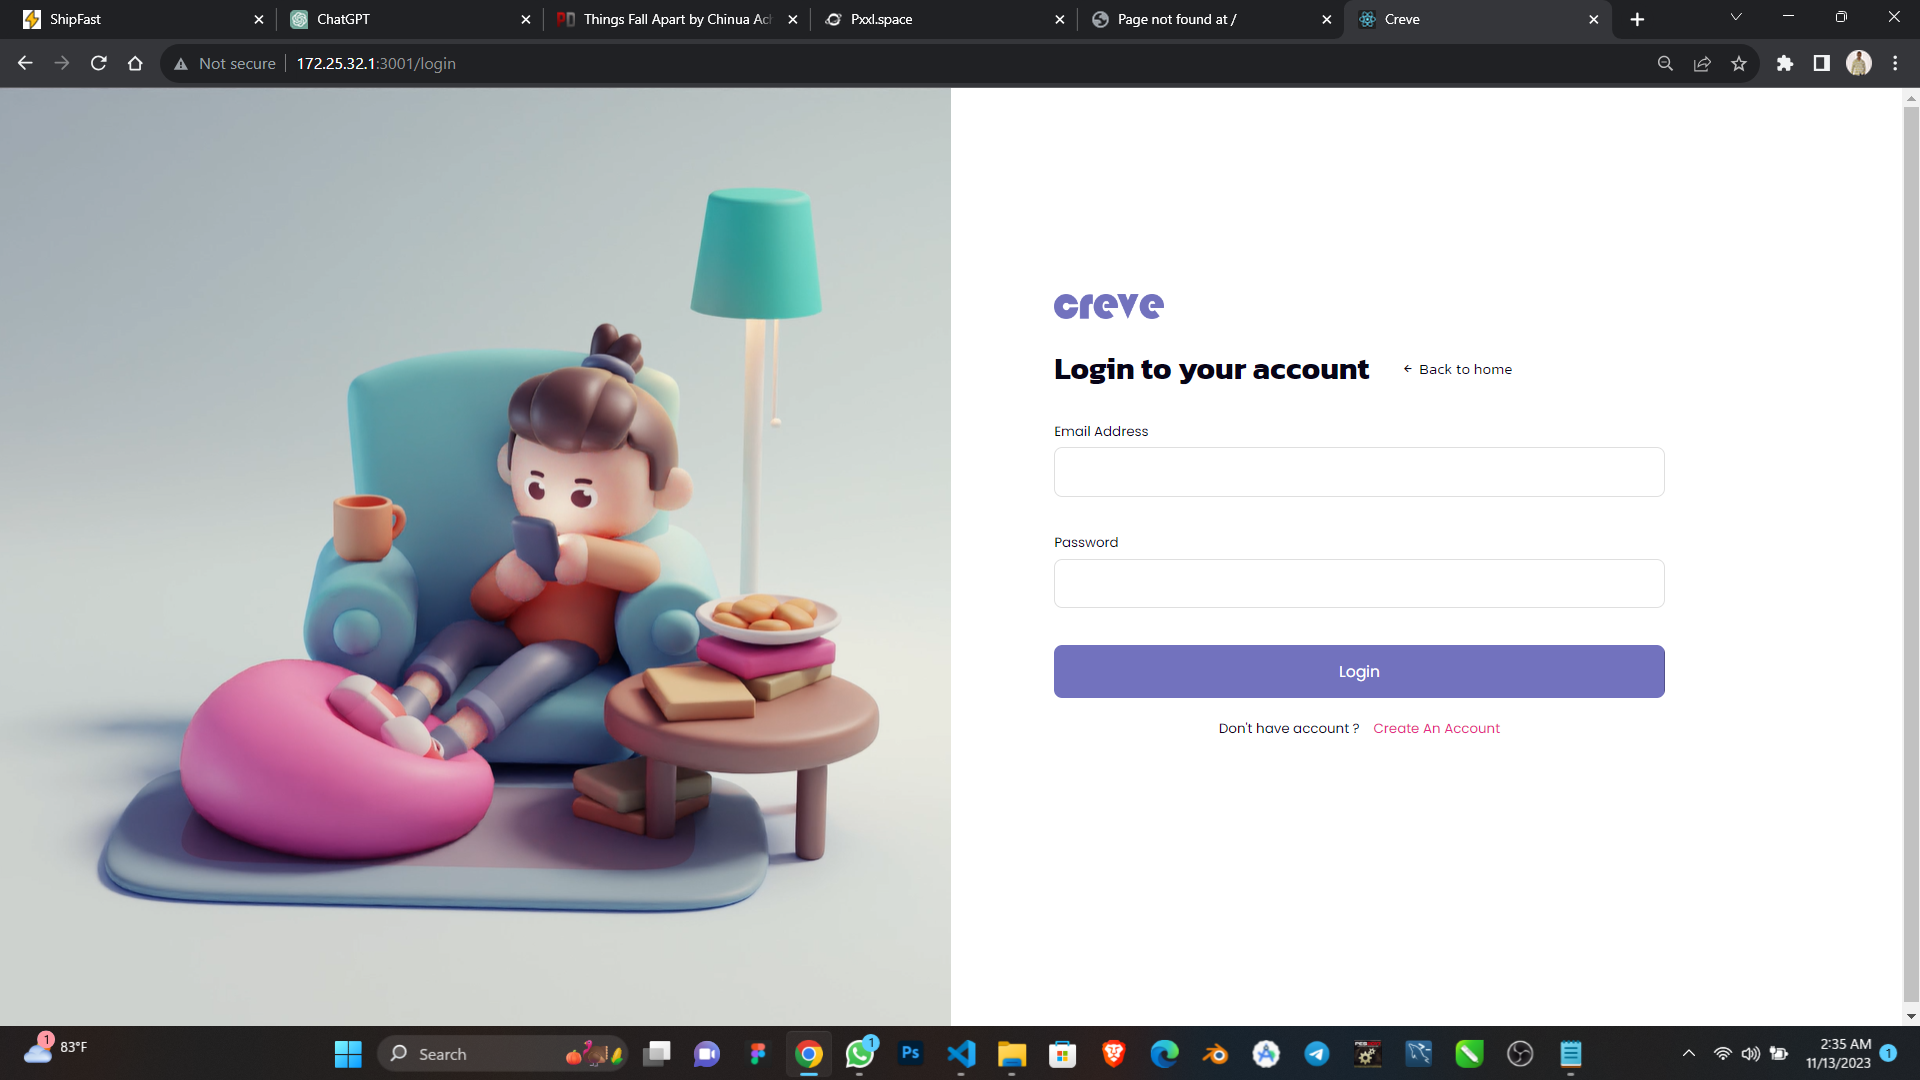 ShipFast
ChatGPT
Things Fall Apart by Chinua Ac
Pxxl.space
Page not found at /
Creve
Not secure
172.25.32.1:3001/login
creve
Login to your account
Back to home
Email Address
Password
Login
Don't have account ?
Create An Account
1
83°F
Search
1
Ps
2:35 AM
11/13/2023
1